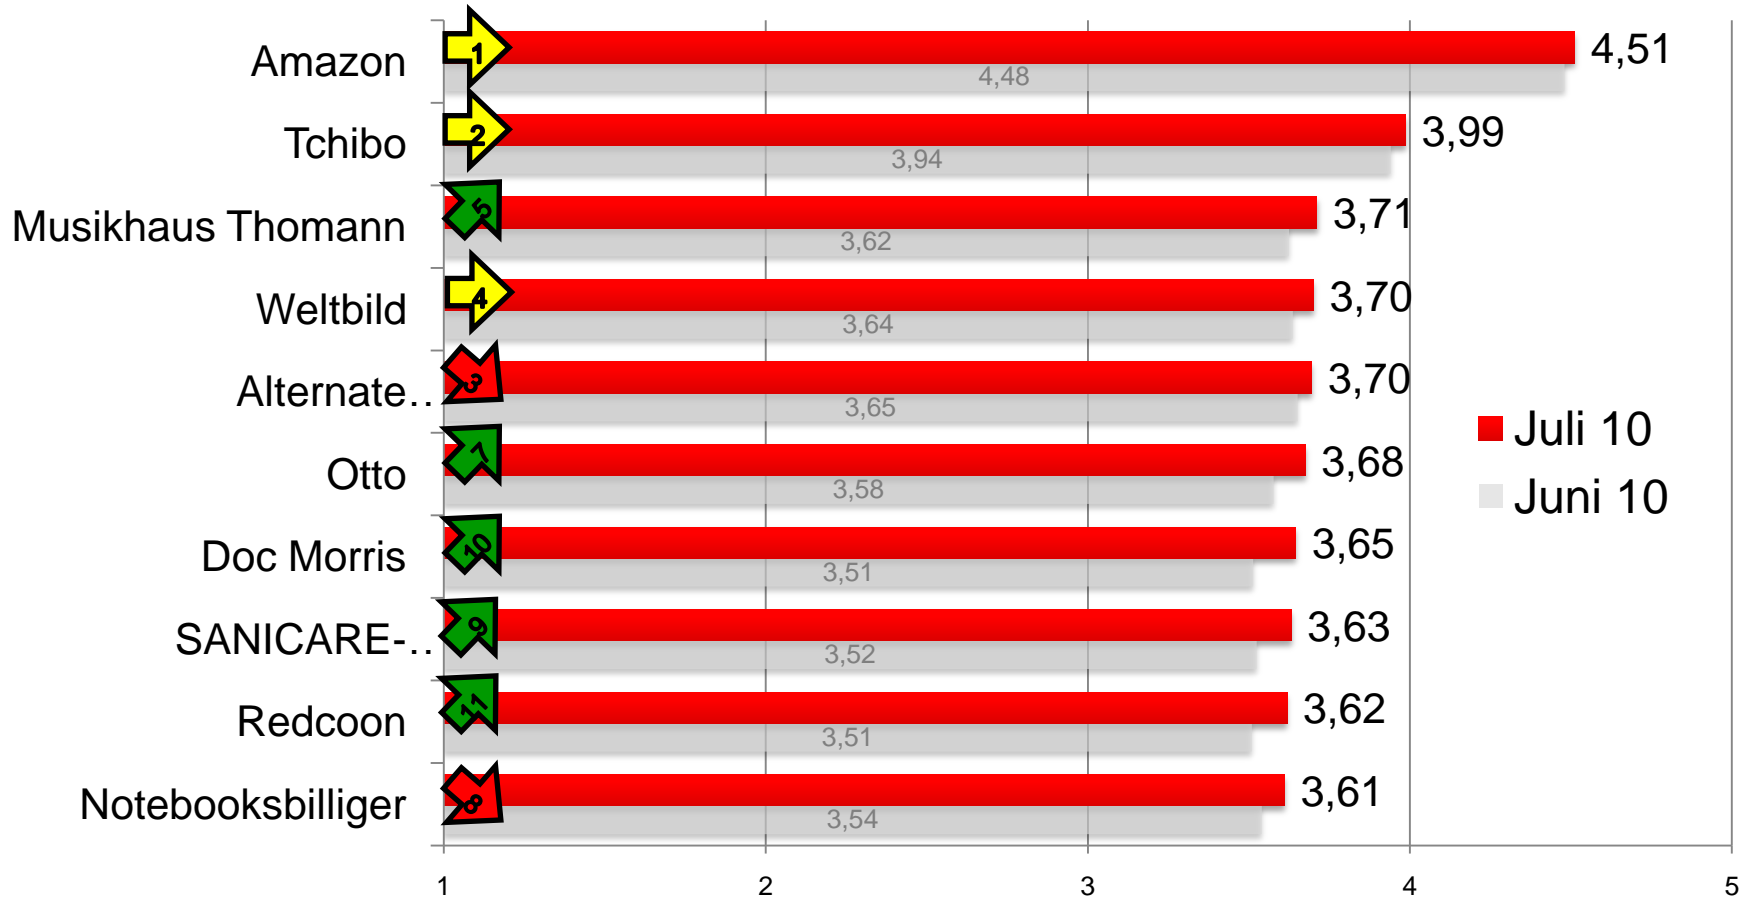 Amazon 1 4,51
4,48
Tchibo 2 3,99
3,94
Musikhaus Thomann 5 3,71
3,62
Weltbild 4 3,70
3,64
Alternate.. 3 3,70
3,65
Otto 7 3,68
3,58
Doc Morris 10 3,65
3,51
SANICARE-.. 9 3,63
3,52
Redcoon 11 3,62
3,51
Notebooksbilliger 8 3,61
3,54
Juli 10
Juni 10
1 2 3 4 5